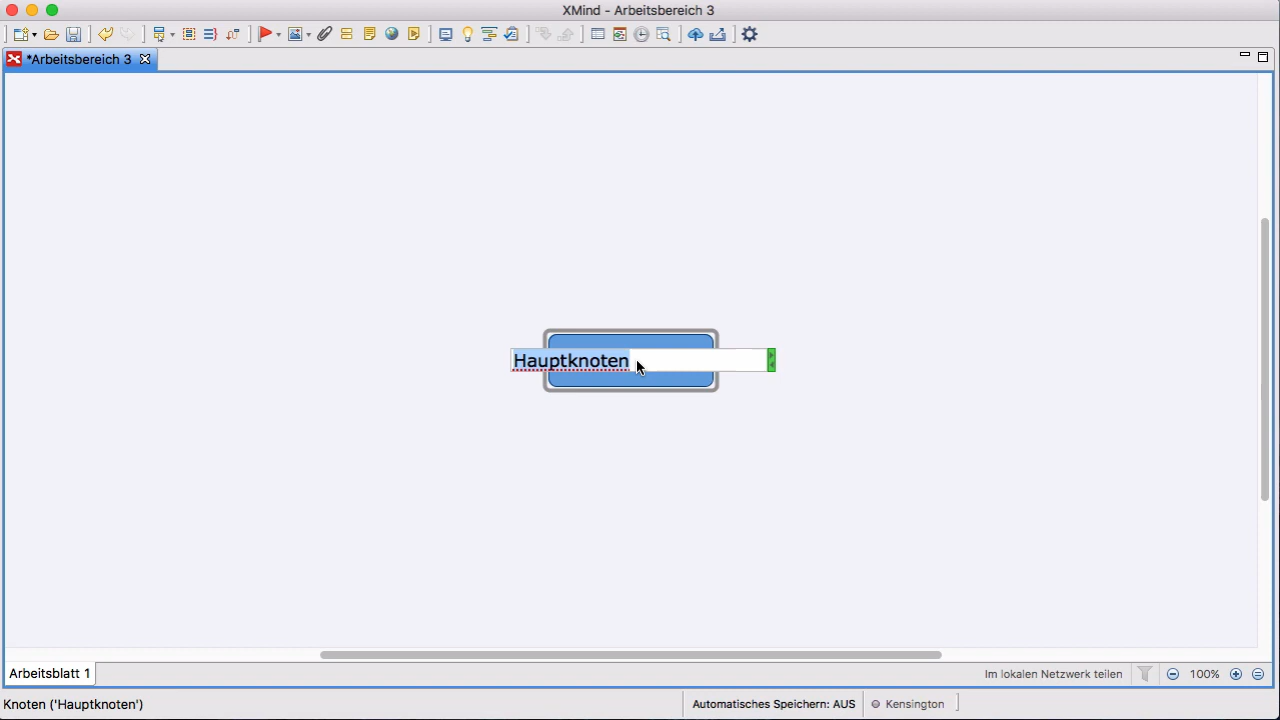 XMind - Arbeitsbereich 3
*Arbeitsbereich 3
Hauptknoten
Arbeitsblatt 1
Im lokalen Netzwerk teilen
100%
Knoten ('Hauptknoten')
Automatisches Speichern: AUS
Kensington